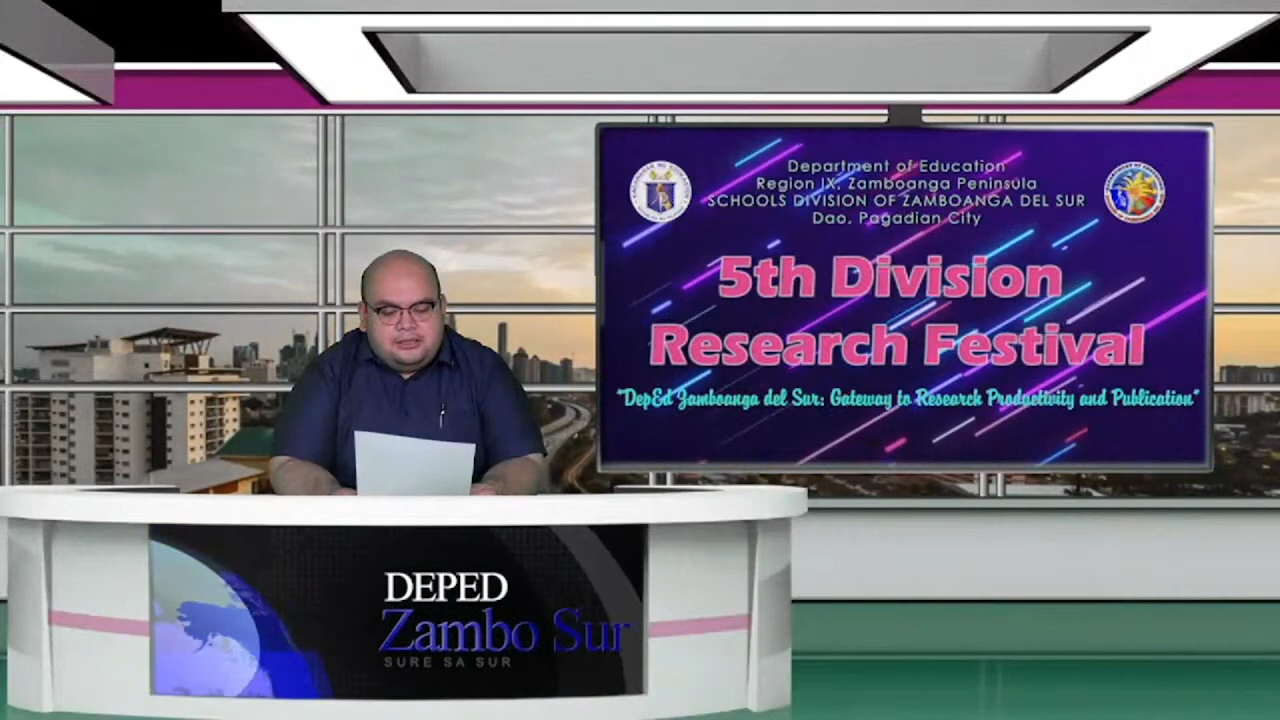 Department of Education
Region IX, Zamboanga Peninsula
SCHOOLS DIVISION OF ZAMBOANGA DEL SUR
Dao, Pagadian City
5th Division
Research Festival
"DepEd Zamboanga del Sur: Gateway to Research Productivity and Publication"
DEPED
Zambo Sur
SURE SA SUR